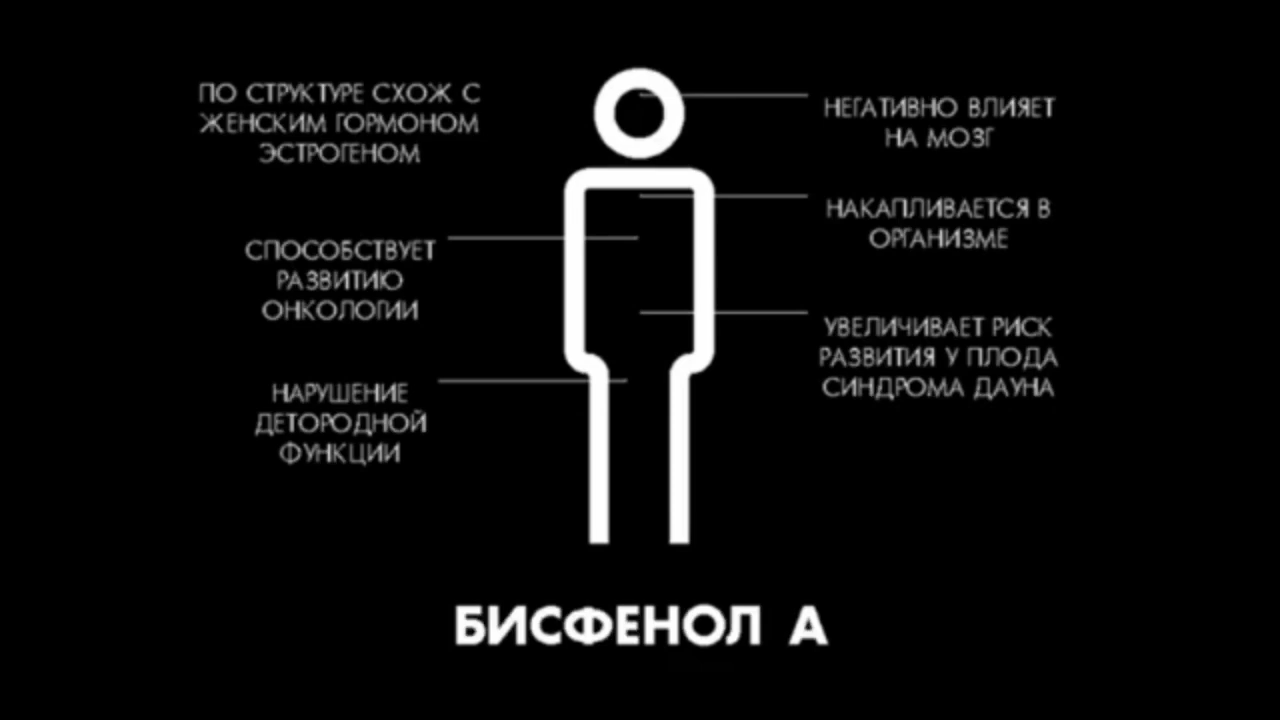 ПО СТРУКТУРЕ СХОЖ С
ЖЕНСКИМ ГОРМОНОМ
ЭСТРОГЕНОМ
СПОСОБСТВУЕТ
РАЗВИТИЮ
ОНКОЛОГИИ
НАРУШЕНИЕ
ДЕТОРОДНОЙ
ФУНКЦИИ
НЕГАТИВНО ВЛИЯЕТ
НА МОЗГ
НАКАПЛИВАЕТСЯ В
ОРГАНИЗМЕ
УВЕЛИЧИВАЕТ РИСК
РАЗВИТИЯ У ПЛОДА
СИНДРОМА ДАУНА
БИСФЕНОЛ А